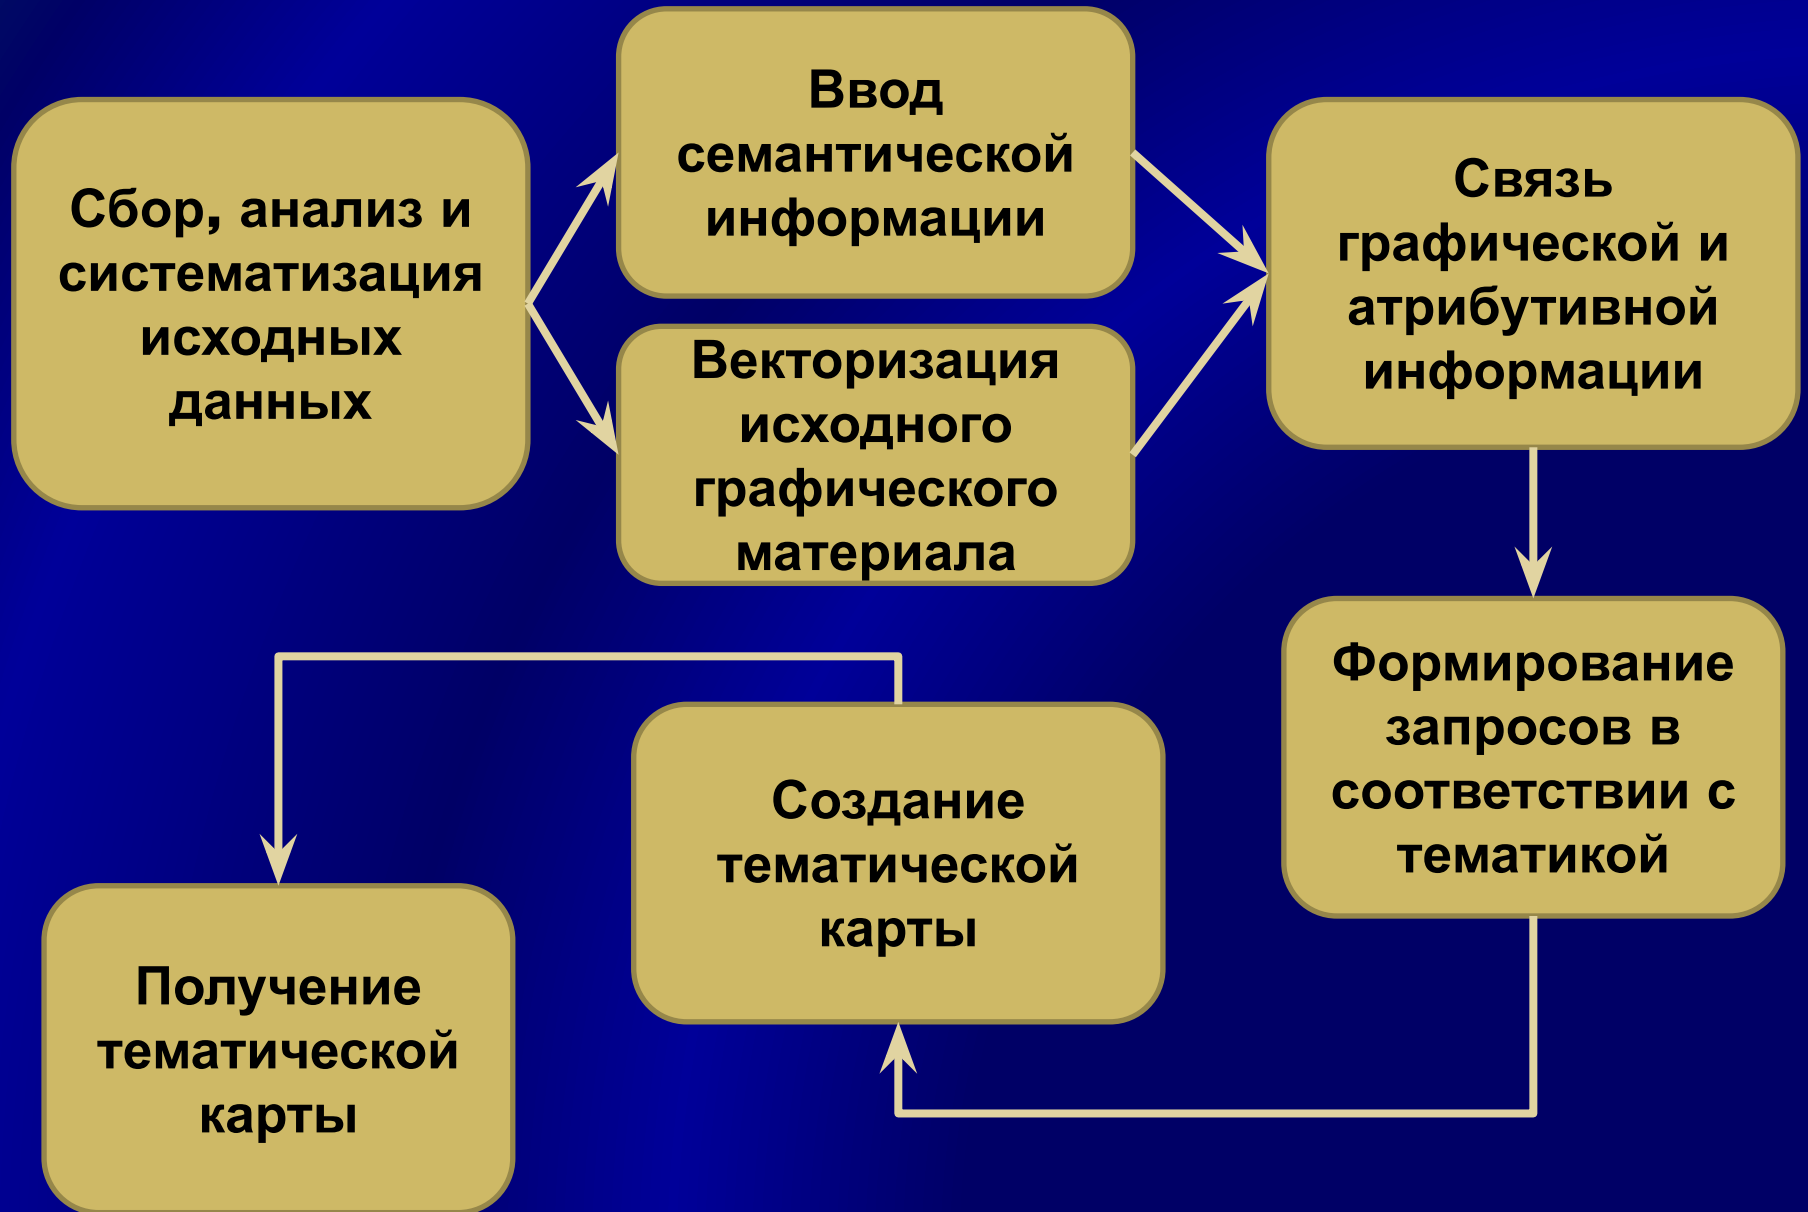 Сбор, анализ и
систематизация
исходных
данных
Ввод
семантической
информации
Векторизация
исходного
графического
материала
Связь
графической и
атрибутивной
информации
Формирование
запросов в
соответствии с
тематикой
Создание
тематической
карты
Получение
тематической
карты